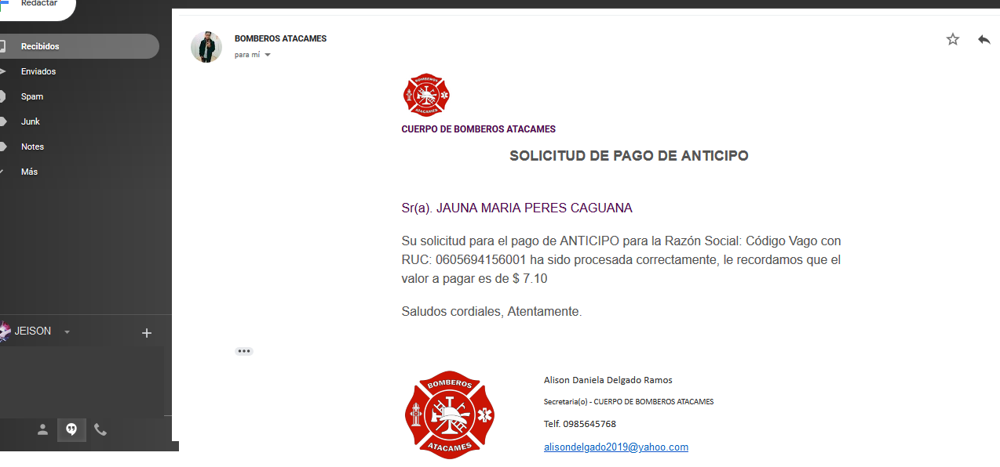 Redactar
Recibidos
Enviados
Spam
Junk
Notes
Más
JEISON
BOMBEROS ATACAMES
para mí
BOMBEROS
ATACAMES
CUERPO DE BOMBEROS ATACAMES
SOLICITUD DE PAGO DE ANTICIPO
Sr(a). JAUNA MARIA PERES CAGUANA
Su solicitud para el pago de ANTICIPO para la Razón Social: Código Vago con
RUC: 0605694156001 ha sido procesada correctamente, le recordamos que el
valor a pagar es de $ 7.10
Saludos cordiales, Atentamente.
BOMBEROS
ATACAMES
Alison Daniela Delgado Ramos
Secretaria(o) - CUERPO DE BOMBEROS ATACAMES
Telf. 0985645768
alisondelgado2019@yahoo.com